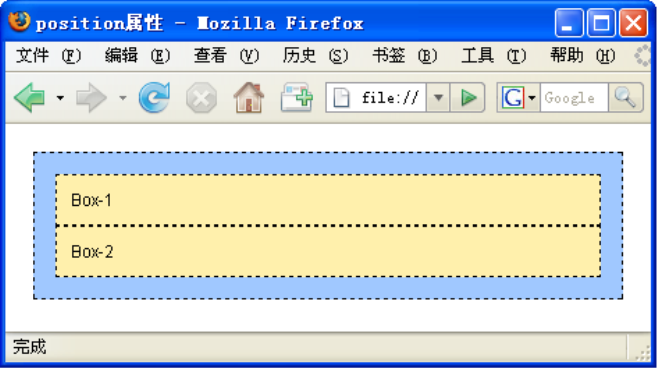 position属性 - Mozilla Firefox
文件 (F) 编辑 (E) 查看 (V) 历史 (S) 书签 (B) 工具 (T) 帮助 (H)
file:// G Google
Box-1
Box-2
完成